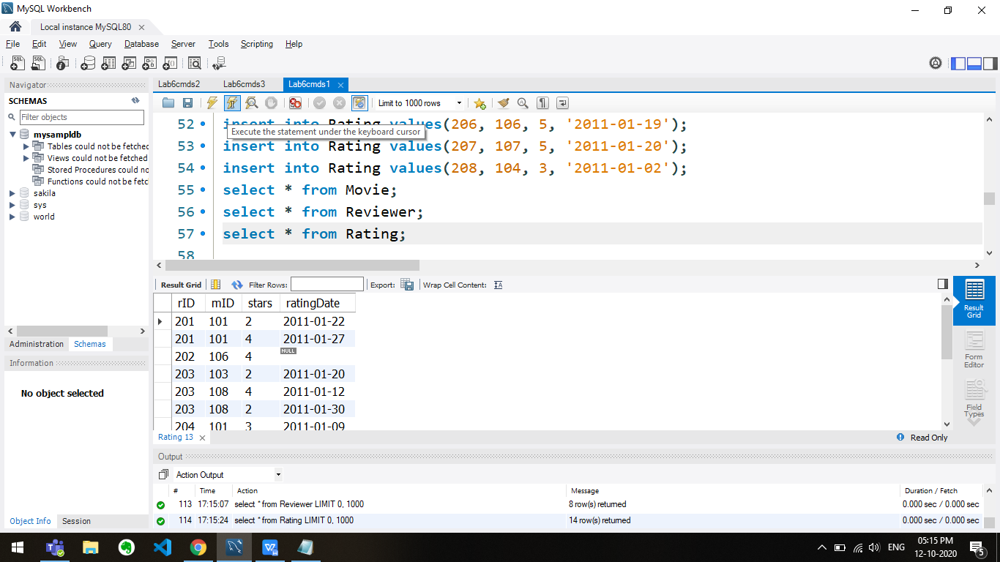 MySQL Workbench
Local instance MySQL80
File Edit View Query Database Server Tools Scripting Help
Navigator
SCHEMAS
Filter objects
mysampldb
Tables could not be fetched
Views could not be fetched
Stored Procedures could no
Functions could not be fetc
sakila
sys
world
Administration Schemas
Information
No object selected
Object Info Session
Lab6cmds2 Lab6cmds3 Lab6cmds1
Limit to 1000 rows
52 insert into Rating values(206, 106, 5, '2011-01-19');
Execute the statement under the keyboard cursor
53 insert into Rating values(207, 107, 5, '2011-01-20');
54 insert into Rating values(208, 104, 3, '2011-01-02');
55 select * from Movie;
56 select * from Reviewer;
57 select * from Rating;
58
Result Grid Filter Rows: Export: Wrap Cell Content:
rID mID stars ratingDate
201 101 2 2011-01-22
201 101 4 2011-01-27
202 106 4 NULL
203 103 2 2011-01-20
203 108 4 2011-01-12
203 108 2 2011-01-30
204 101 3 2011-01-09
Result
Grid
Form
Editor
Field
Types
Rating 13
Read Only
Output
Action Output
# Time Action Message Duration / Fetch
113 17:15:07 select * from Reviewer LIMIT 0, 1000 8 row(s) returned 0.000 sec / 0.000 sec
114 17:15:24 select * from Rating LIMIT 0, 1000 14 row(s) returned 0.000 sec / 0.000 sec
ENG
05:15 PM
12-10-2020
5